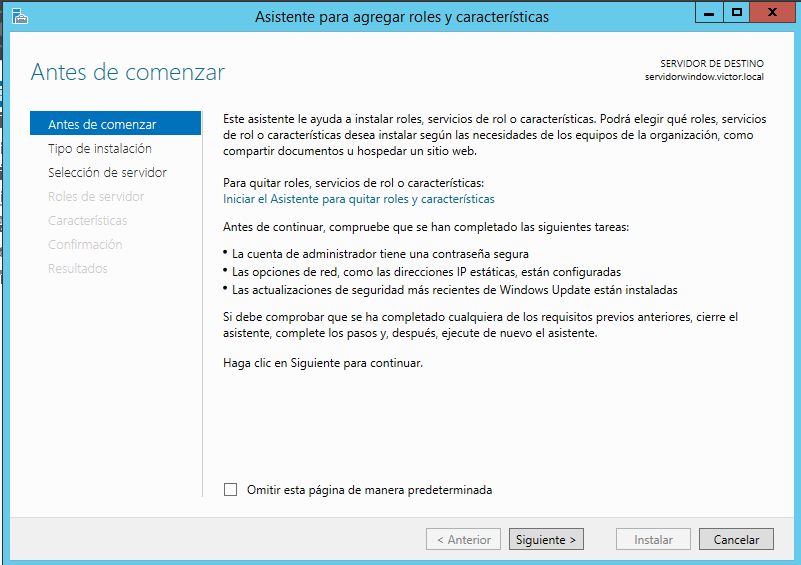 Asistente para agregar roles y características
Antes de comenzar
SERVIDOR DE DESTINO
servidorwindow.victor.local
Antes de comenzar
Tipo de instalación
Selección de servidor
Roles de servidor
Características
Confirmación
Resultados
Este asistente le ayuda a instalar roles, servicios de rol o características. Podrá elegir qué roles, servicios
de rol o características desea instalar según las necesidades de los equipos de la organización, como
compartir documentos u hospedar un sitio web.
Para quitar roles, servicios de rol o características:
Iniciar el Asistente para quitar roles y características
Antes de continuar, compruebe que se han completado las siguientes tareas:
• La cuenta de administrador tiene una contraseña segura
• Las opciones de red, como las direcciones IP estáticas, están configuradas
• Las actualizaciones de seguridad más recientes de Windows Update están instaladas
Si debe comprobar que se ha completado cualquiera de los requisitos previos anteriores, cierre el
asistente, complete los pasos y, después, ejecute de nuevo el asistente.
Haga clic en Siguiente para continuar.
Omitir esta página de manera predeterminada
< Anterior
Siguiente >
Instalar
Cancelar